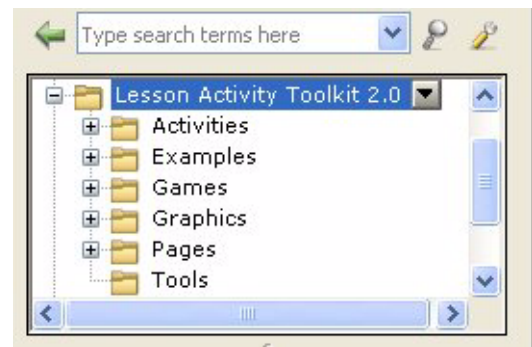 Type search terms here
Lesson Activity Toolkit 2.0
Activities
Examples
Games
Graphics
Pages
Tools